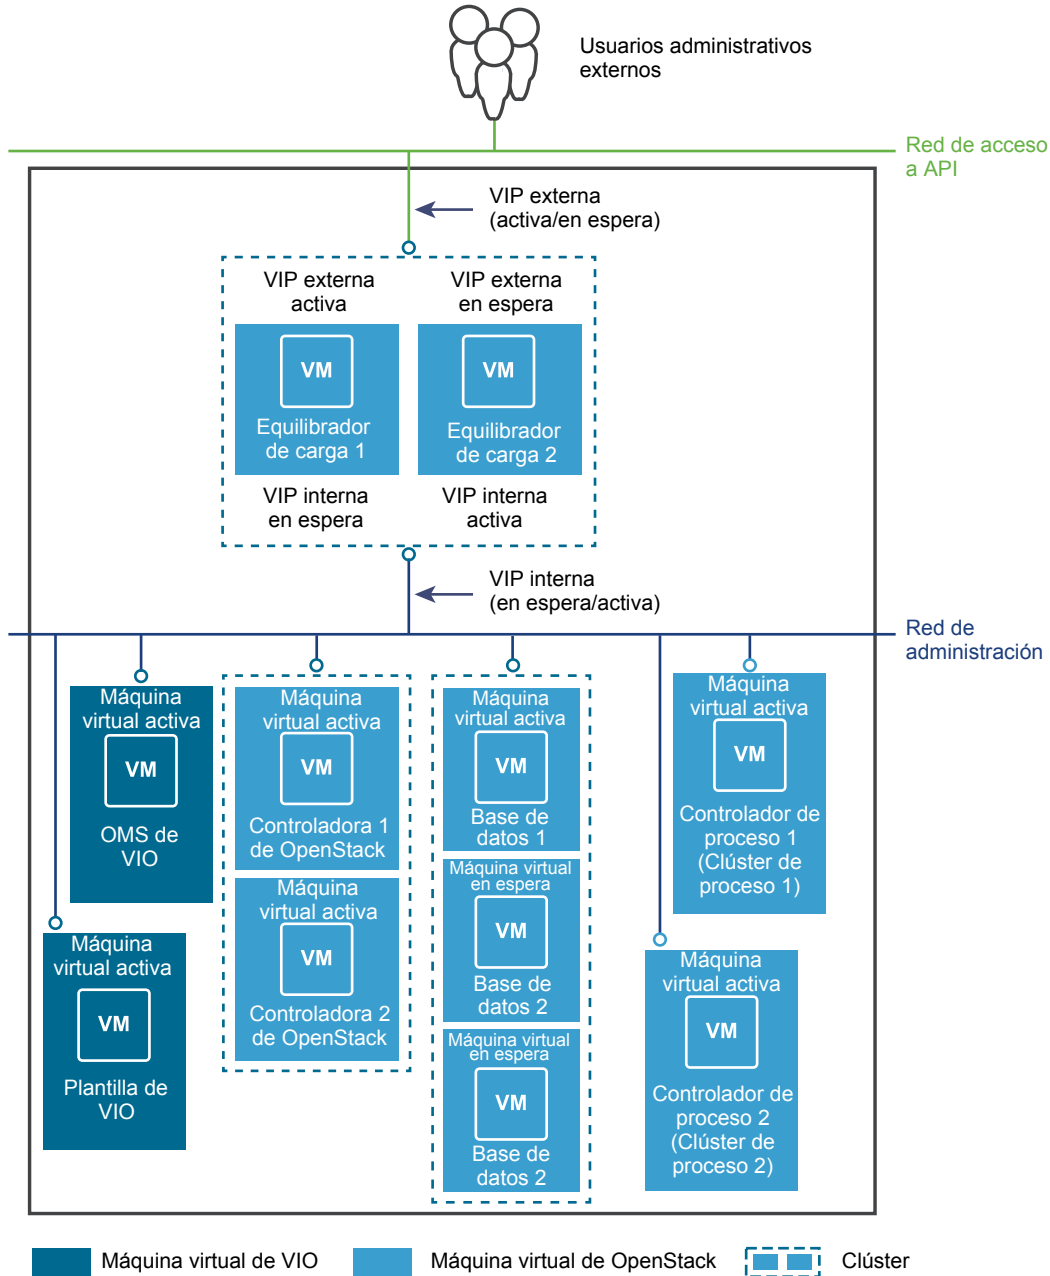 Usuarios administrativos
externos
Red de acceso
a API
VIP externa
(activa/en espera)
VIP externa
activa
VIP externa
en espera
VM
Equilibrador
de carga 1
VM
Equilibrador
de carga 2
VIP interna
en espera
VIP interna
activa
VIP interna
(en espera/activa)
Red de
administración
Máquina
virtual activa
VM
OMS de
VIO
Máquina
virtual activa
VM
Plantilla de
VIO
Máquina
virtual activa
VM
Controladora 1
de OpenStack
Máquina
virtual activa
VM
Controladora 2
de OpenStack
Máquina
virtual activa
VM
Base de
datos 1
Máquina virtual
en espera
VM
Base de
datos 2
Máquina virtual
en espera
VM
Base de
datos 2
Máquina
virtual activa
VM
Controlador de
proceso 1
(Clúster de
proceso 1)
Máquina
virtual activa
VM
Controlador de
proceso 2
(Clúster de
proceso 2)
Máquina virtual de VIO
Máquina virtual de OpenStack
Clúster